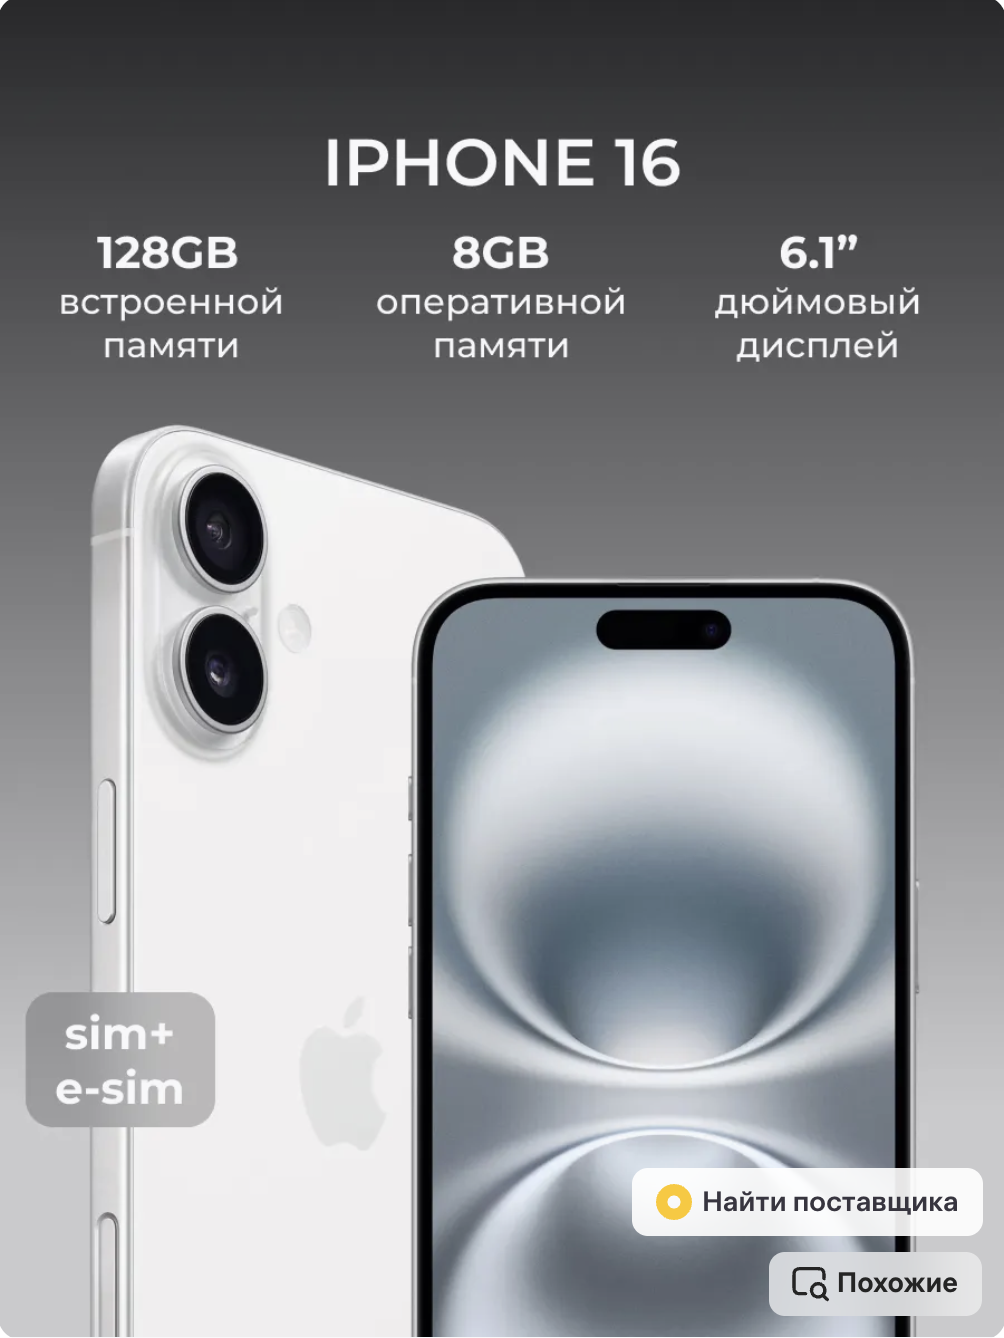 IPHONE 16
128GB
встроенной
памяти
8GB
оперативной
памяти
6.1”
дюймовый
дисплей
sim+
e-sim
Найти поставщика
Похожие